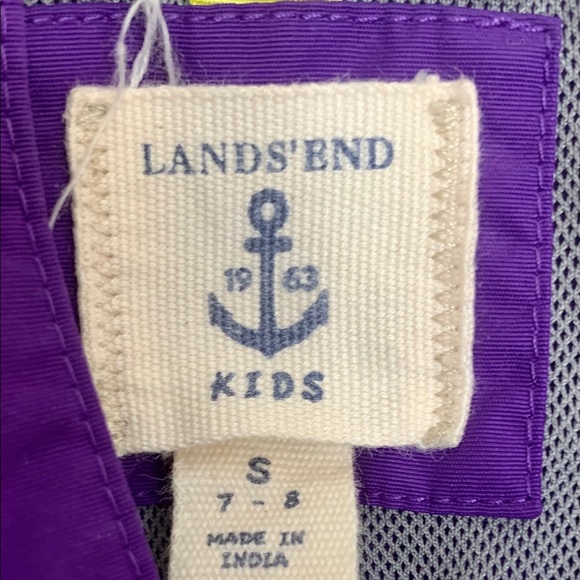 LANDS'END
19 63
KIDS
S
7 - 8
MADE IN
INDIA